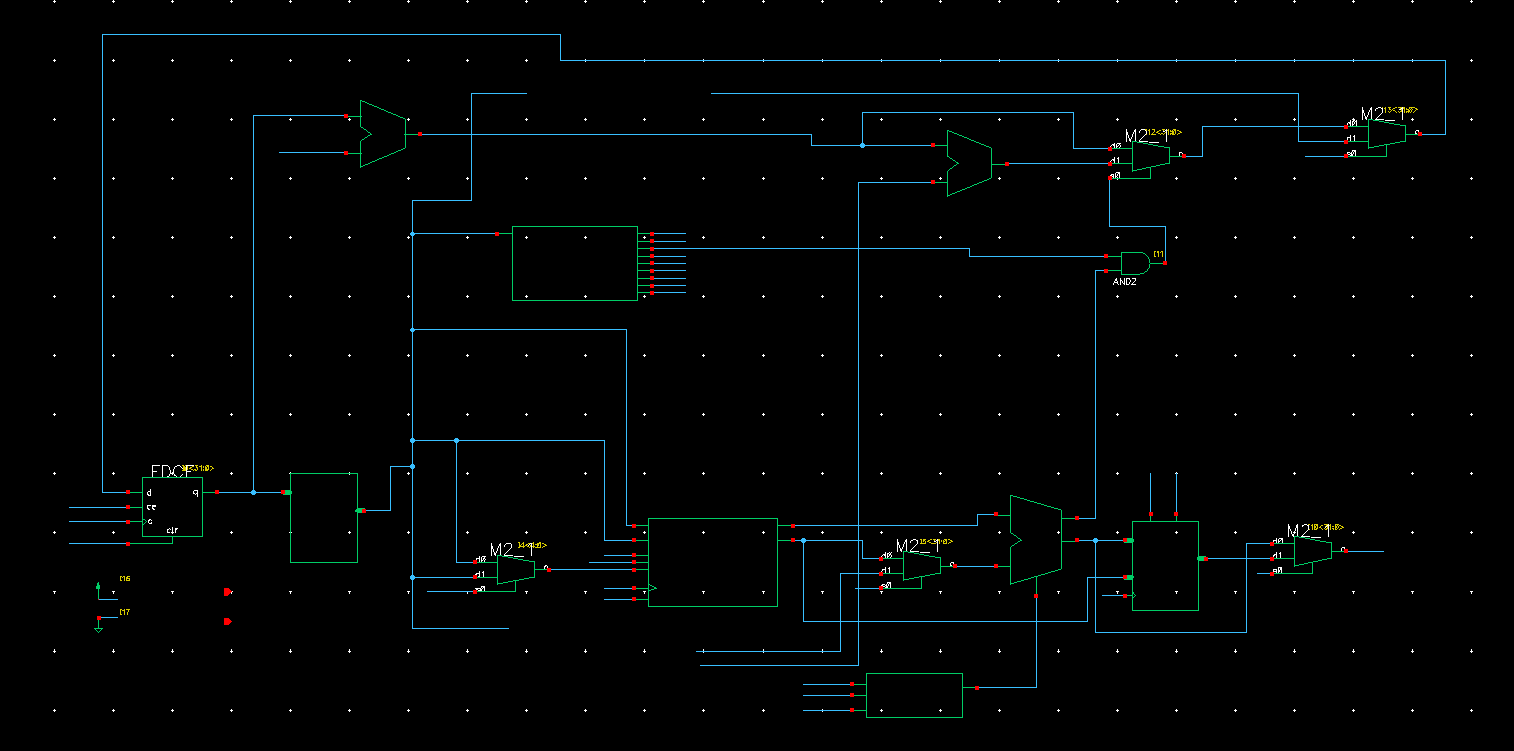 M2_1
I3<31:0>
d0
d1
s0
o
M2_1
I2<31:0>
d0
d1
s0
o
I11
AND2
FDCE
<31:0>
d
q
ce
c
clr
M2_1
I4<4:0>
d0
d1
s0
o
M2_1
I5<31:0>
d0
d1
s0
o
M2_1
I10<31:0>
d0
d1
s0
o
I16
I17